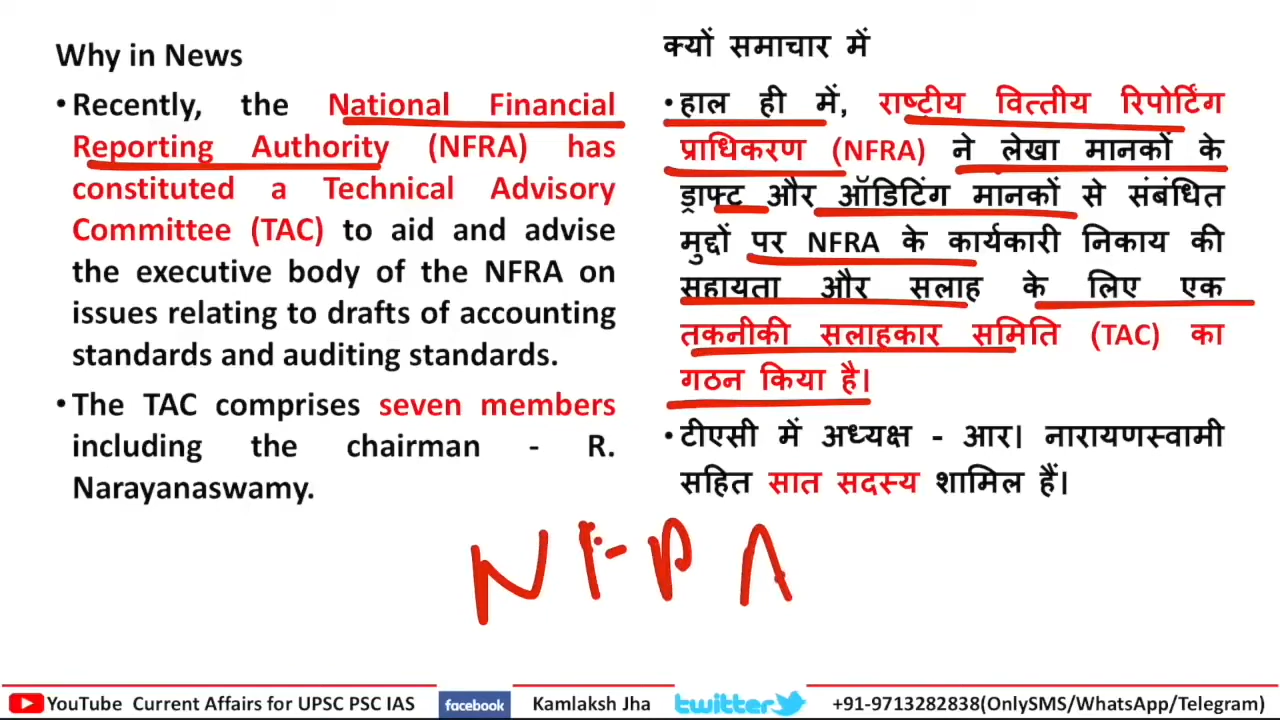 Why in News
• Recently, the National Financial
Reporting Authority (NFRA) has
constituted a Technical Advisory
Committee (TAC) to aid and advise
the executive body of the NFRA on
issues relating to drafts of accounting
standards and auditing standards.
• The TAC comprises seven members
including the chairman - R.
Narayanaswamy.
क्यों समाचार में
• हाल ही में, राष्ट्रीय वित्तीय रिपोर्टिंग
प्राधिकरण (NFRA) ने लेखा मानकों के
ड्राफ्ट और ऑडिटिंग मानकों से संबंधित
मुद्दों पर NFRA के कार्यकारी निकाय की
सहायता और सलाह के लिए एक
तकनीकी सलाहकार समिति (TAC) का
गठन किया है।
• टीएसी में अध्यक्ष - आर। नारायणस्वामी
सहित सात सदस्य शामिल हैं।
YouTube Current Affairs for UPSC PSC IAS facebook Kamlaksh Jha twitter +91-9713282838(OnlySMS/WhatsApp/Telegram)